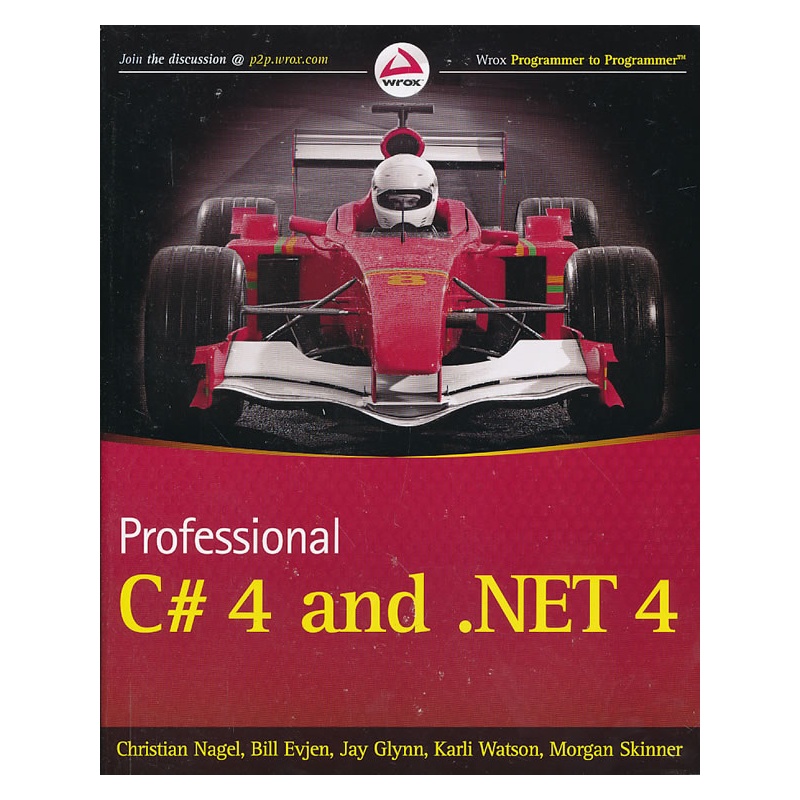 Join the discussion @ p2p.wrox.com
wrox
Wrox Programmer to Programmer™
8
Professional
C# 4 and .NET 4
Christian Nagel, Bill Evjen, Jay Glynn, Karli Watson, Morgan Skinner